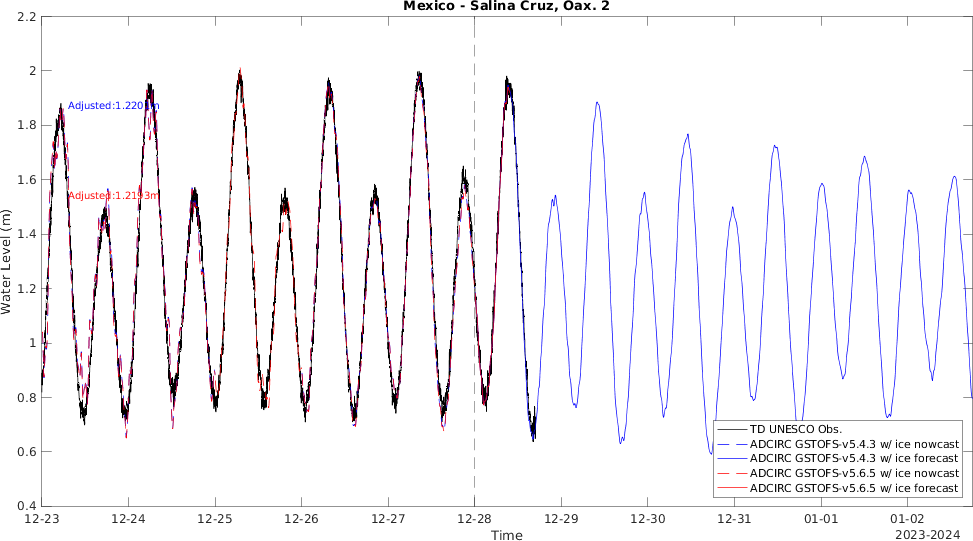 Mexico - Salina Cruz, Oax. 2
2.2
2
1.8
1.6
1.4
1.2
1
0.8
0.6
0.4
Water Level (m)
Adjusted:1.2193m
12-23
12-24
12-25
12-26
12-27
12-28
12-29
12-30
12-31
01-01
01-02
Time
2023-2024
TD UNESCO Obs.
ADCIRC GSTOFS-v5.4.3 w/ ice nowcast
ADCIRC GSTOFS-v5.4.3 w/ ice forecast
ADCIRC GSTOFS-v5.6.5 w/ ice nowcast
ADCIRC GSTOFS-v5.6.5 w/ ice forecast